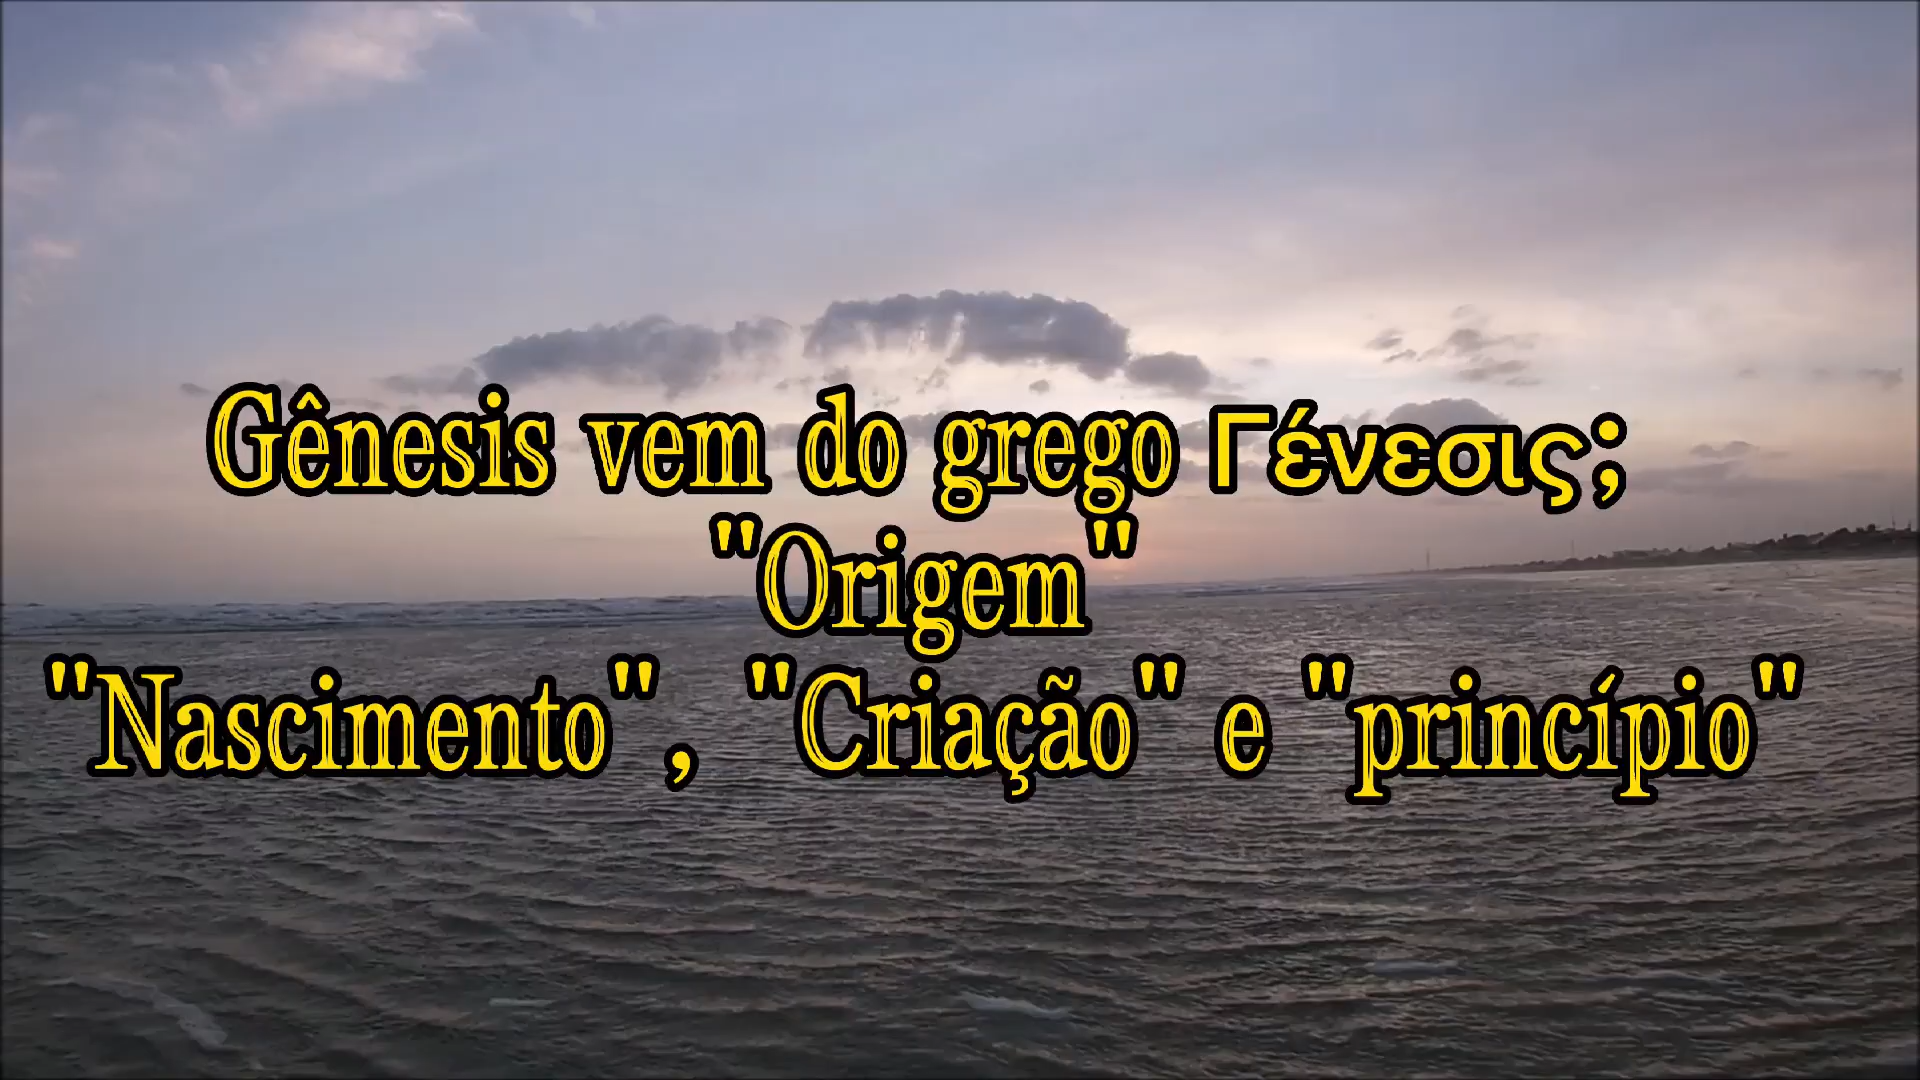 Gênesis vem do grego Γένεσις;
"Origem"
"Nascimento", "Criação" e "princípio"